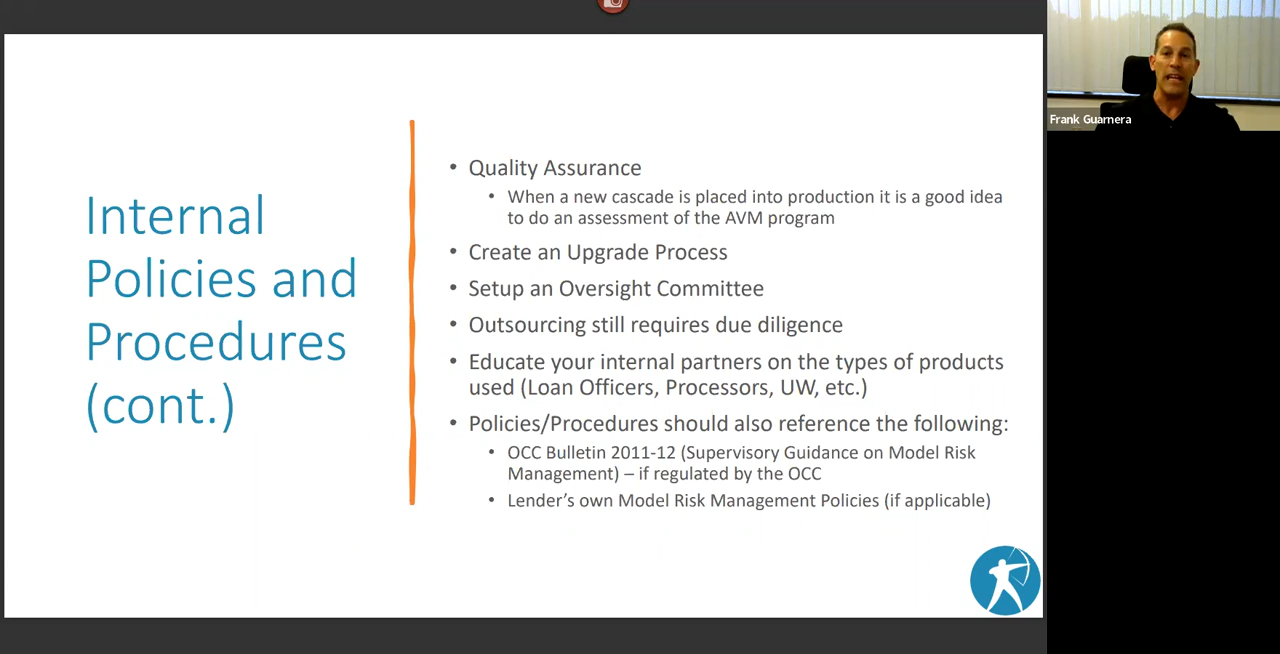 Internal
Policies and
Procedures
(cont.)
• Quality Assurance
• When a new cascade is placed into production it is a good idea
to do an assessment of the AVM program
• Create an Upgrade Process
• Setup an Oversight Committee
• Outsourcing still requires due diligence
• Educate your internal partners on the types of products
used (Loan Officers, Processors, UW, etc.)
• Policies/Procedures should also reference the following:
• OCC Bulletin 2011-12 (Supervisory Guidance on Model Risk
Management) – if regulated by the OCC
• Lender’s own Model Risk Management Policies (if applicable)
Frank Guarnera